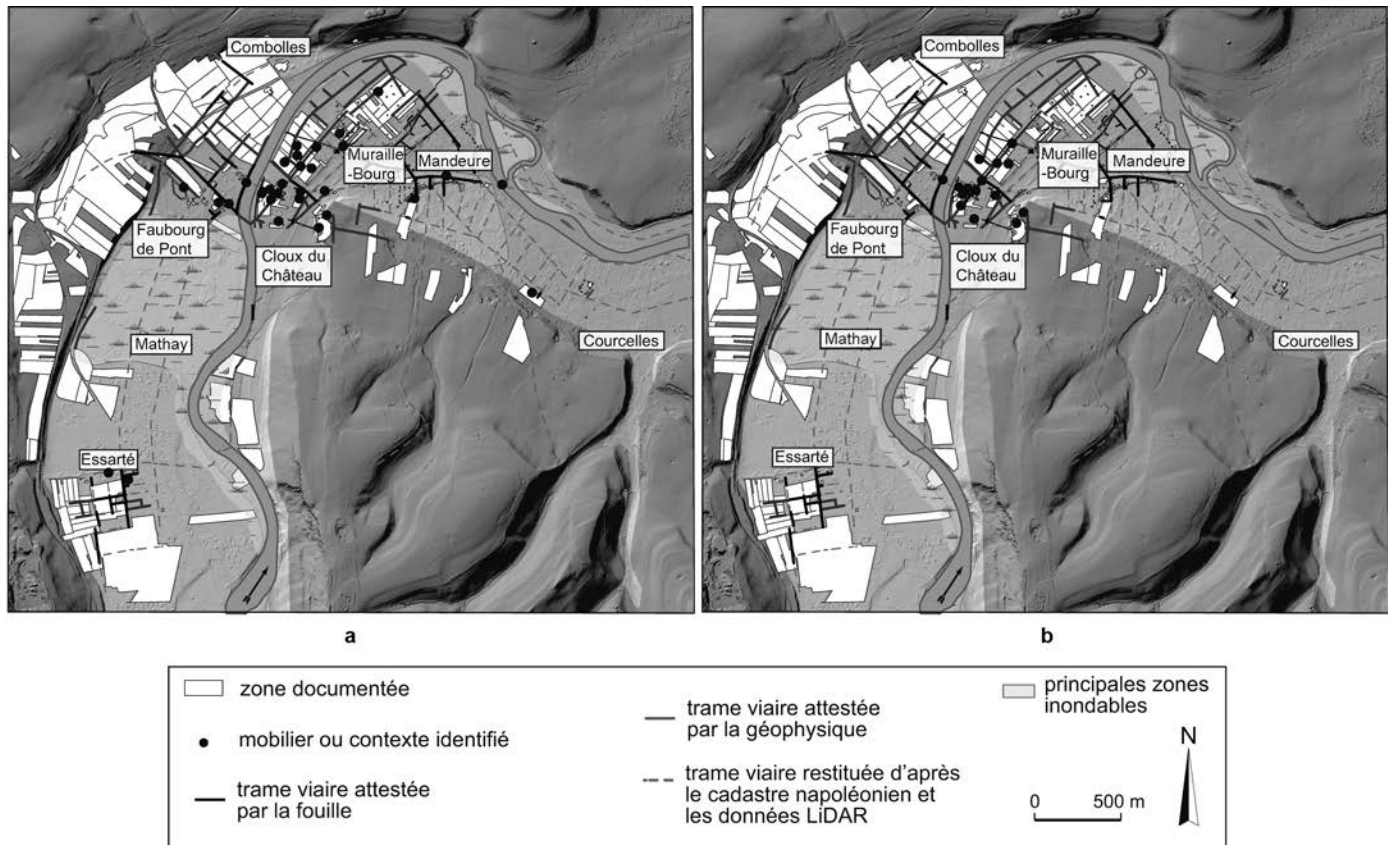 Combolles
Muraille
-Bourg
Mandeure
Faubourg
de Pont
Cloux du
Château
Mathay
Courcelles
Essarté
a
Combolles
Muraille
-Bourg
Mandeure
Faubourg
de Pont
Cloux du
Château
Mathay
Courcelles
Essarté
b
zone documentée
mobilier ou contexte identifié
trame viaire attestée
par la fouille
trame viaire attestée
par la géophysique
trame viaire restituée d'après
le cadastre napoléonien et
les données LiDAR
principales zones
inondables
N
0 500 m